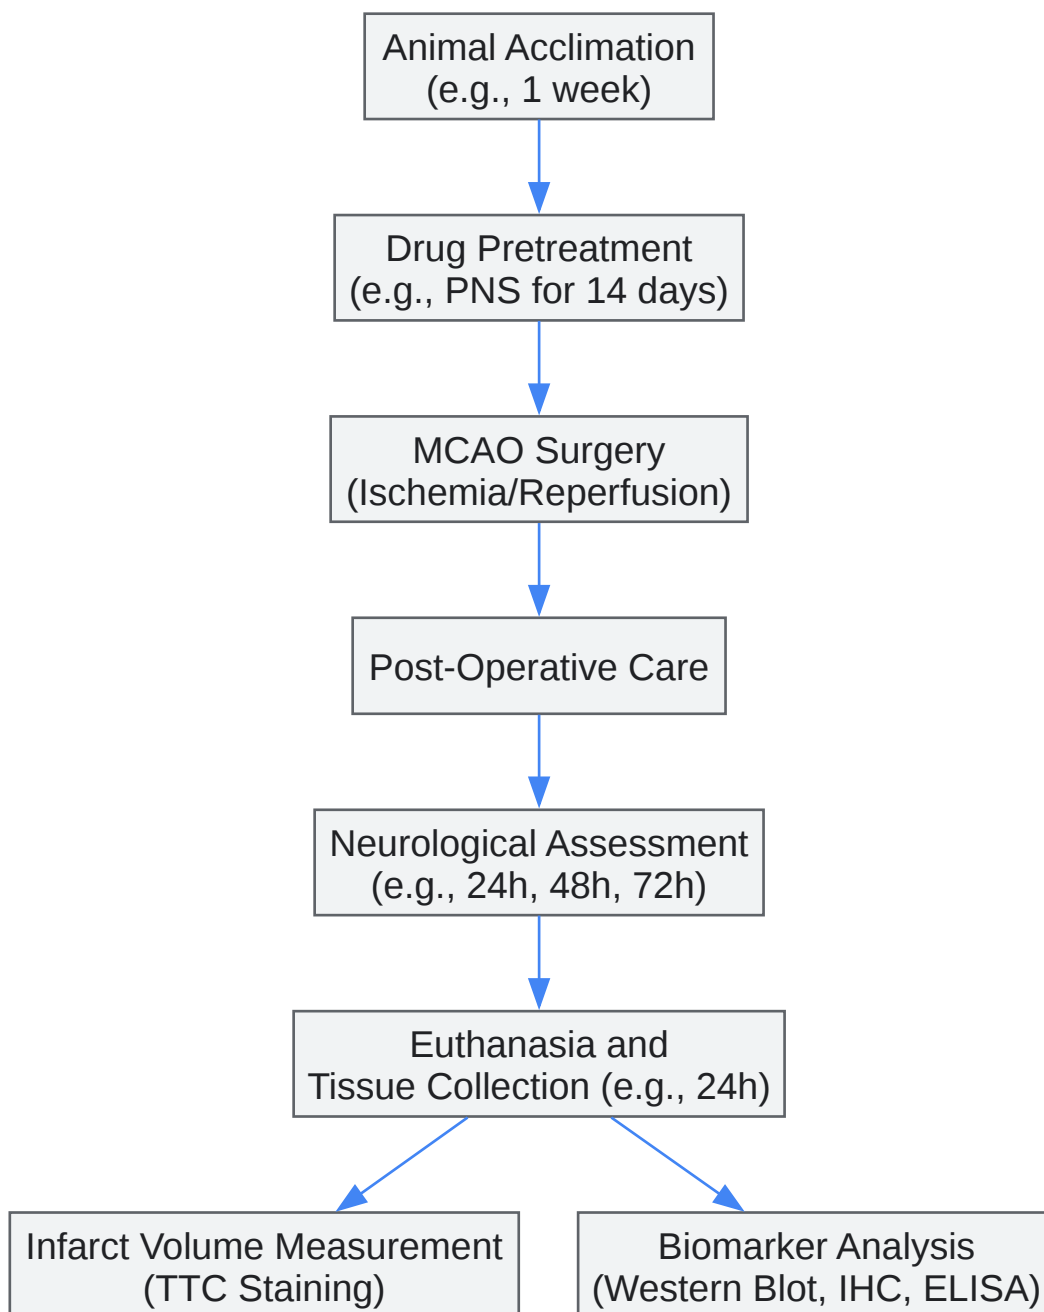 Animal Acclimation
(e.g., 1 week)
Drug Pretreatment
(e.g., PNS for 14 days)
MCAO Surgery
(Ischemia/Reperfusion)
Post-Operative Care
Neurological Assessment
(e.g., 24h, 48h, 72h)
Euthanasia and
Tissue Collection (e.g., 24h)
Infarct Volume Measurement
(TTC Staining)
Biomarker Analysis
(Western Blot, IHC, ELISA)